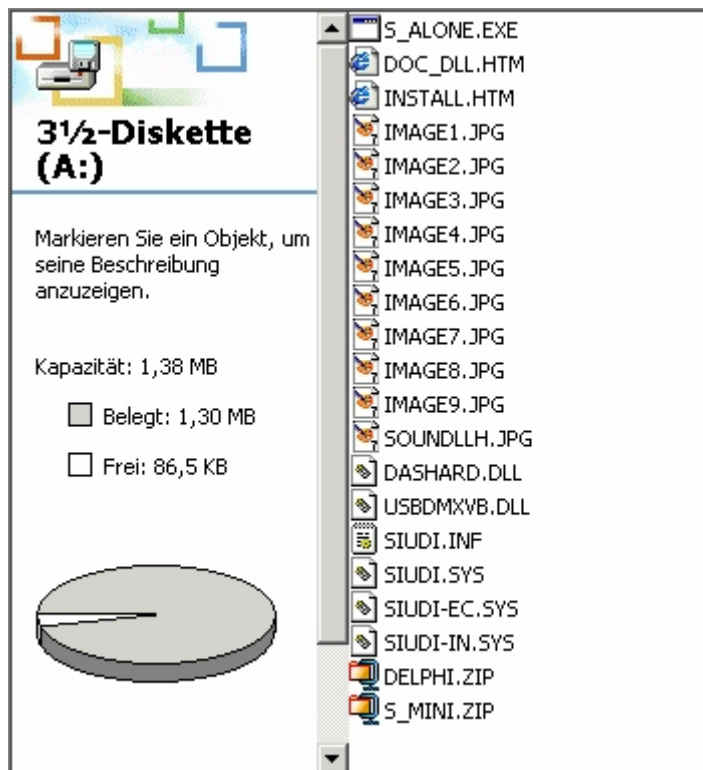 3½-Diskette
(A:)
Markieren Sie ein Objekt, um
seine Beschreibung
anzuzeigen.
Kapazität: 1,38 MB
Belegt: 1,30 MB
Frei: 86,5 KB
S_ALONE.EXE
DOC_DLL.HTM
INSTALL.HTM
IMAGE1.JPG
IMAGE2.JPG
IMAGE3.JPG
IMAGE4.JPG
IMAGE5.JPG
IMAGE6.JPG
IMAGE7.JPG
IMAGE8.JPG
IMAGE9.JPG
SOUNDLLH.JPG
DASHARD.DLL
USBDMXVB.DLL
SIUDI.INF
SIUDI.SYS
SIUDI-EC.SYS
SIUDI-IN.SYS
DELPHI.ZIP
S_MINI.ZIP